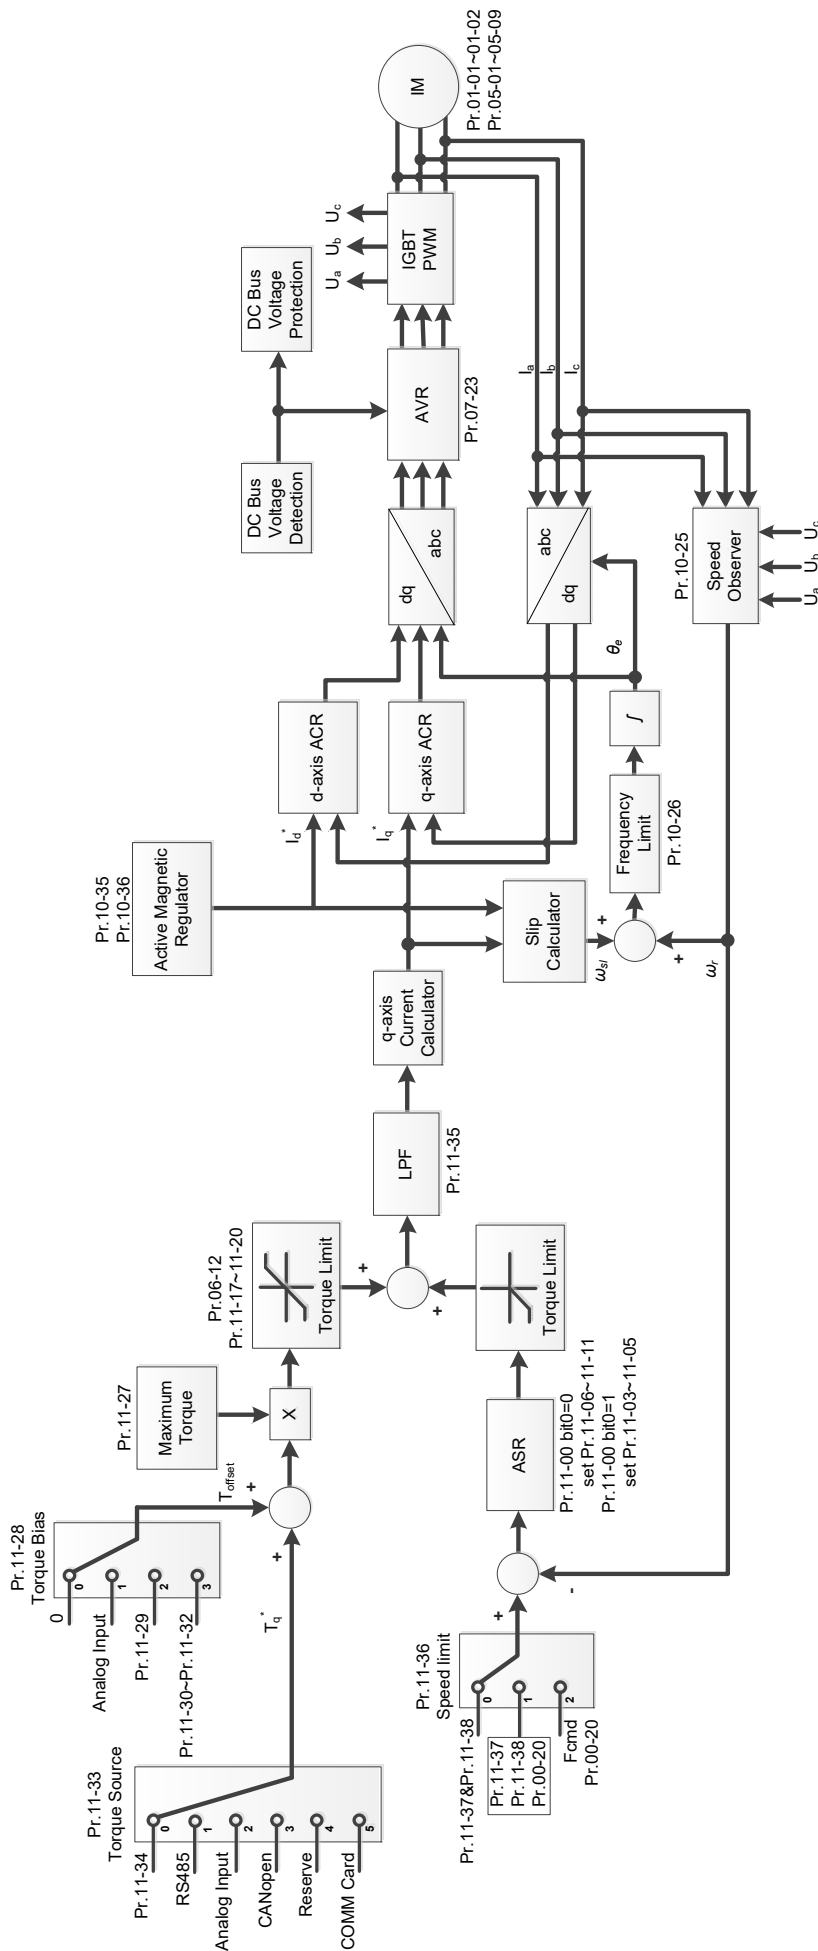 Pr.11-33
Torque Source
Pr.11-34
RS485
Analog Input
CANopen
Reserve
COMM Card
0
1
2
3
4
5
Tq*
+
Pr.11-28
Torque Bias
0
Analog Input
Pr.11-29
Pr.11-30~Pr.11-32
0
1
2
3
Toffset
+
Pr.11-27
Maximum
Torque
X
Pr.06-12
Pr.11-17~11-20
Torque Limit
+
+
Pr.11-36
Speed limit
Pr.11-37&Pr.11-38
Pr.11-37
Pr.11-38
Pr.00-20
Fcmd
Pr.00-20
0
1
2
+
-
ASR
Pr.11-00 bit0=0
set Pr.11-06~11-11
Pr.11-00 bit0=1
set Pr.11-03~11-05
Torque Limit
LPF
Pr.11-35
q-axis
Current
Calculator
Pr.10-35
Pr.10-36
Active Magnetic
Regulator
Slip
Calculator
ωsl
+
+
ωr
Frequency
Limit
Pr.10-26
∫
θe
Id*
Iq*
d-axis ACR
q-axis ACR
dq
abc
abc
dq
DC Bus
Voltage
Detection
DC Bus
Voltage
Protection
AVR
Pr.07-23
IGBT
PWM
Ua
Ub
Uc
IM
Pr.01-01~01-02
Pr.05-01~05-09
Ia
Ib
Ic
Pr.10-25
Speed
Observer
Ua
Ub
Uc